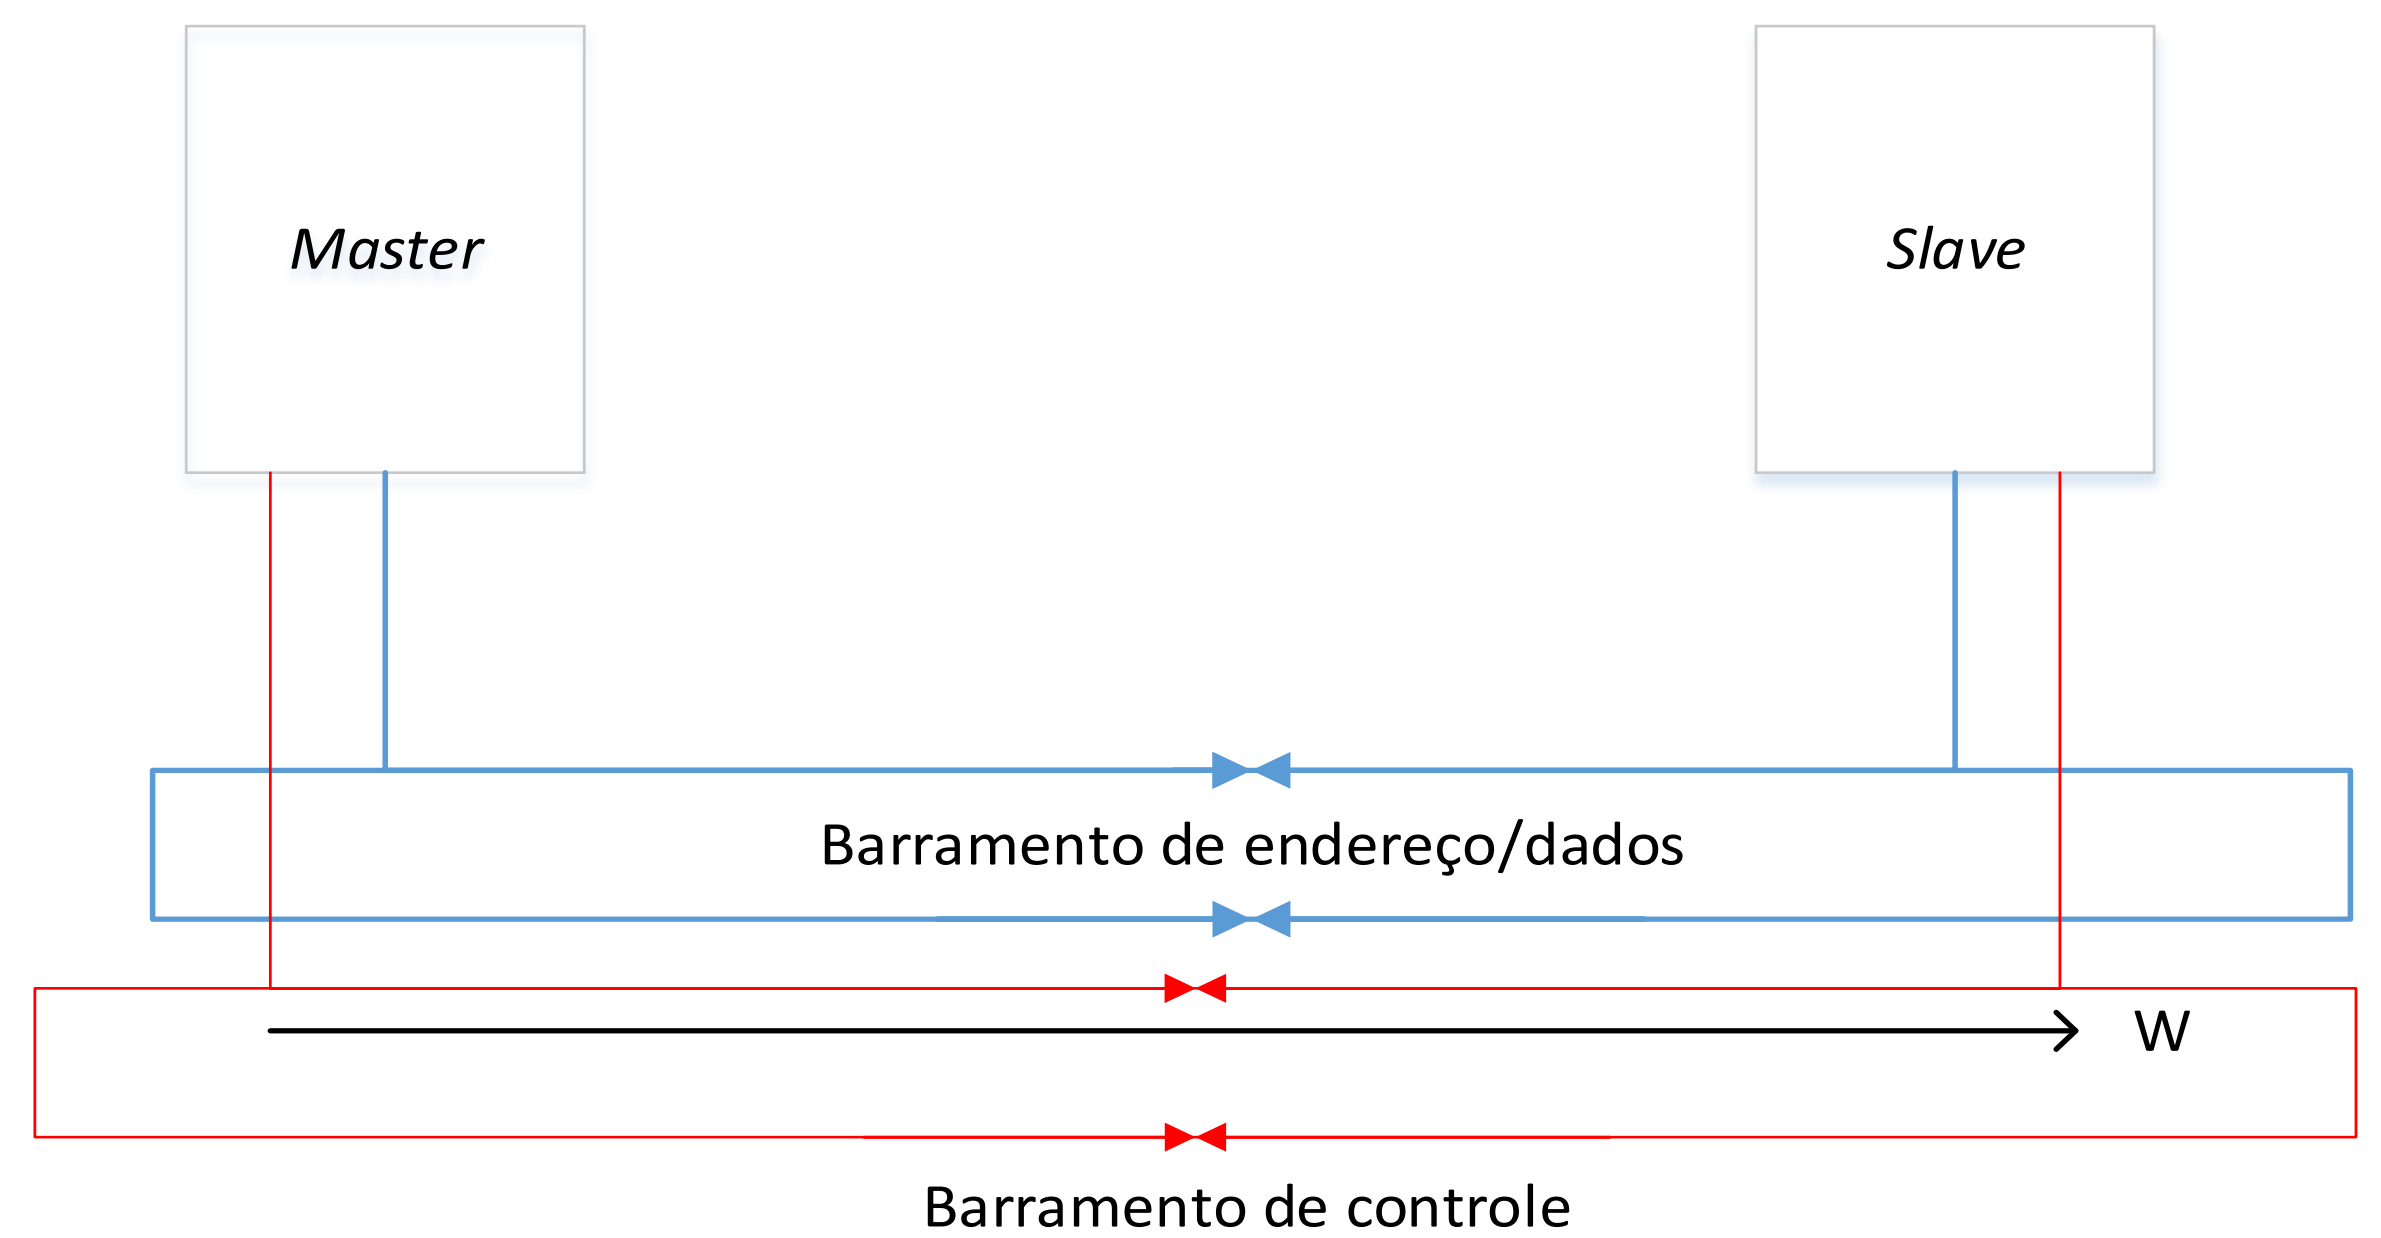 Master
Slave
Barramento de endereço/dados
W
Barramento de controle